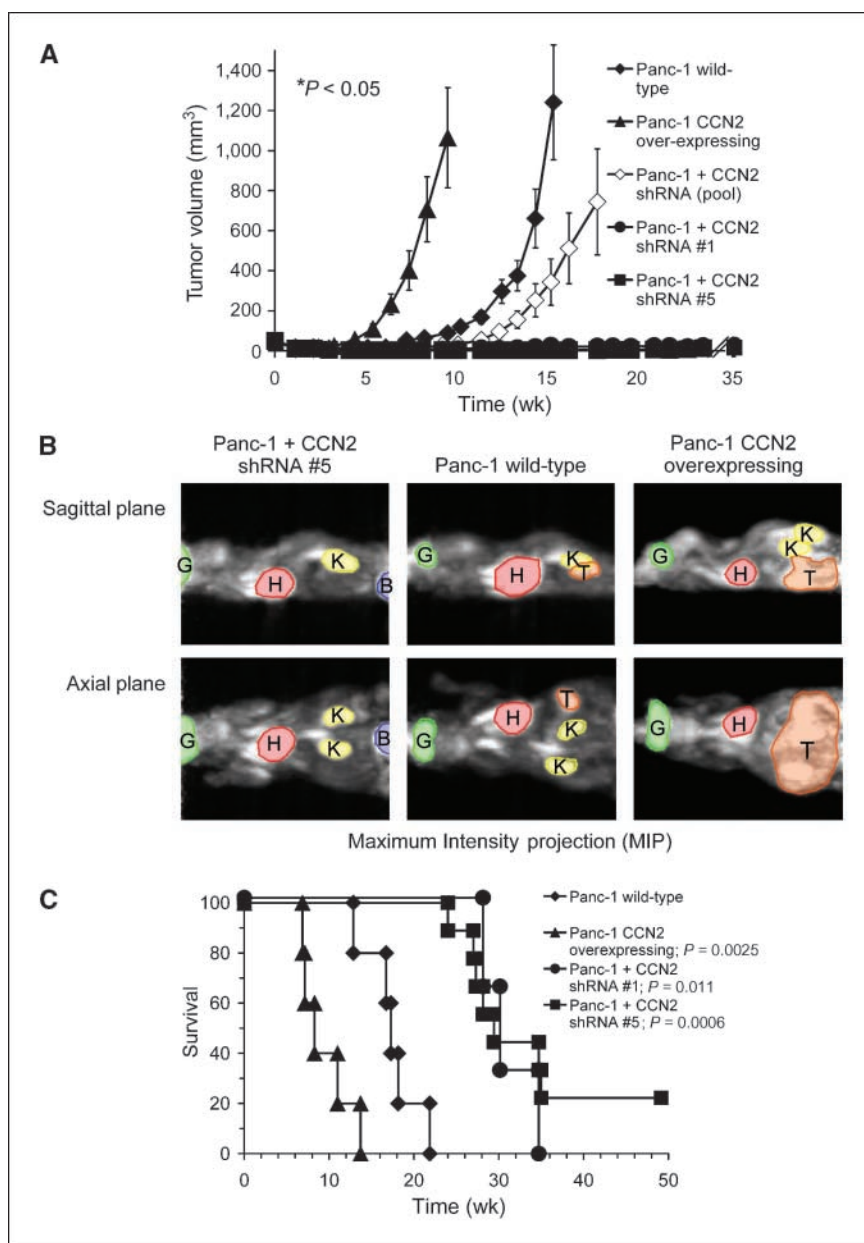 A
*P < 0.05
Tumor volume (mm³)
1,400
1,200
1,000
800
600
400
200
0
0 5 10 15 20 35
Time (wk)
Panc-1 wild-
type
Panc-1 CCN2
over-expressing
Panc-1 + CCN2
shRNA (pool)
Panc-1 + CCN2
shRNA #1
Panc-1 + CCN2
shRNA #5
B
Panc-1 + CCN2
shRNA #5
Panc-1 wild-type
Panc-1 CCN2
overexpressing
Sagittal plane
G H K B
G H K T
G H K K T
Axial plane
G H K K B
G H T K K
G H T
Maximum Intensity projection (MIP)
C
Survival
100
80
60
40
20
0
0 10 20 30 40 50
Time (wk)
Panc-1 wild-type
Panc-1 CCN2
overexpressing; P = 0.0025
Panc-1 + CCN2
shRNA #1; P = 0.011
Panc-1 + CCN2
shRNA #5; P = 0.0006